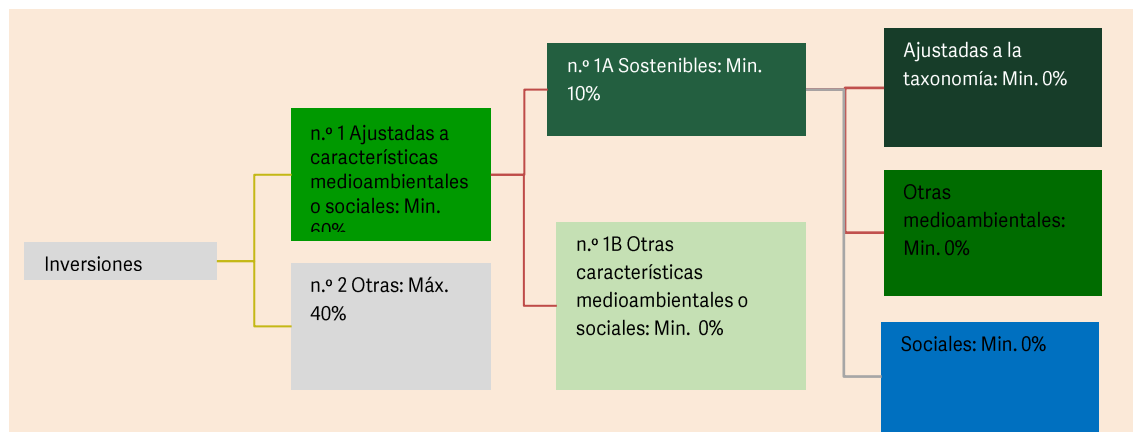 Inversiones
n.º 1 Ajustadas a
características
medioambientales
o sociales: Min.
60%
n.º 2 Otras: Máx.
40%
n.º 1A Sostenibles: Min.
10%
n.º 1B Otras
características
medioambientales o
sociales: Min. 0%
Ajustadas a la
taxonomía: Min. 0%
Otras
medioambientales:
Min. 0%
Sociales: Min. 0%